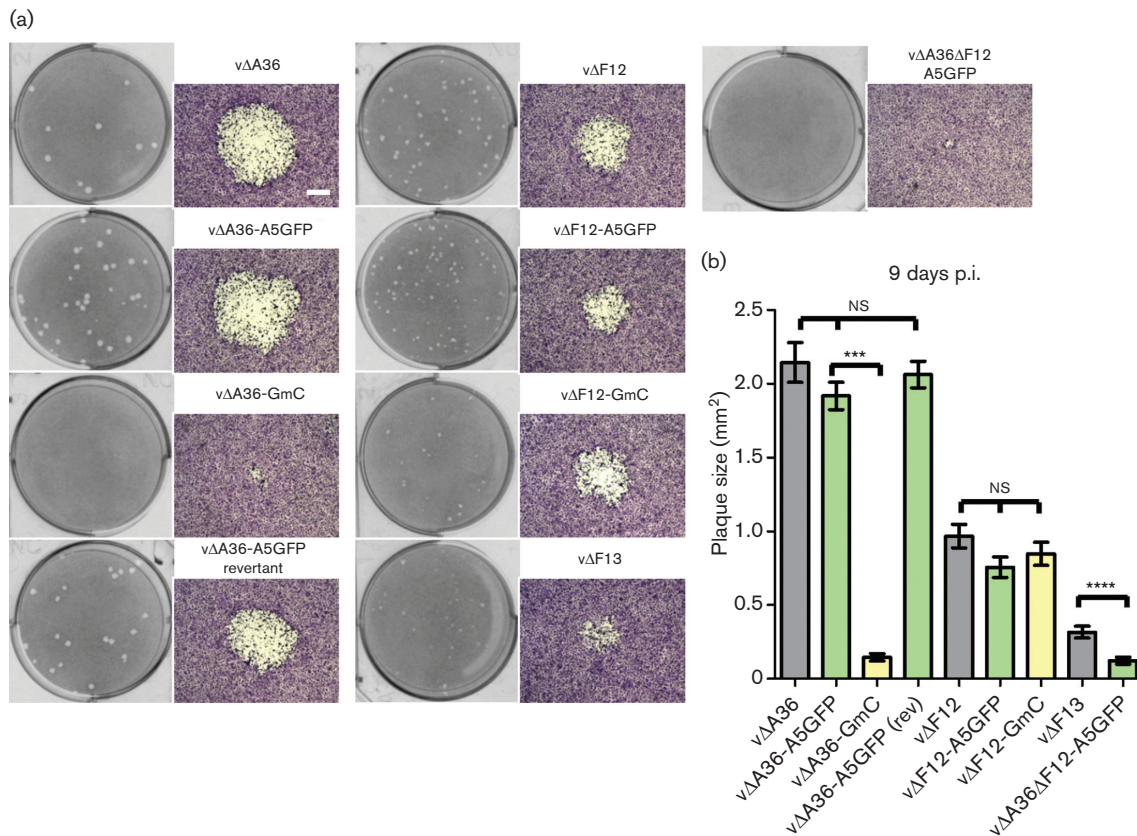 (a)
vΔA36
vΔF12
vΔA36ΔF12
A5GFP
vΔA36-A5GFP
vΔF12-A5GFP
vΔA36-GmC
vΔF12-GmC
vΔA36-A5GFP
revertant
vΔF13
(b)
9 days p.i.
Plaque size (mm²)
2.5
2.0
1.5
1.0
0.5
0
NS
***
NS
****
vΔA36
vΔA36-A5GFP
vΔA36-GmC
vΔA36-A5GFP (rev)
vΔF12
vΔF12-A5GFP
vΔF12-GmC
vΔF13
vΔA36ΔF12-A5GFP